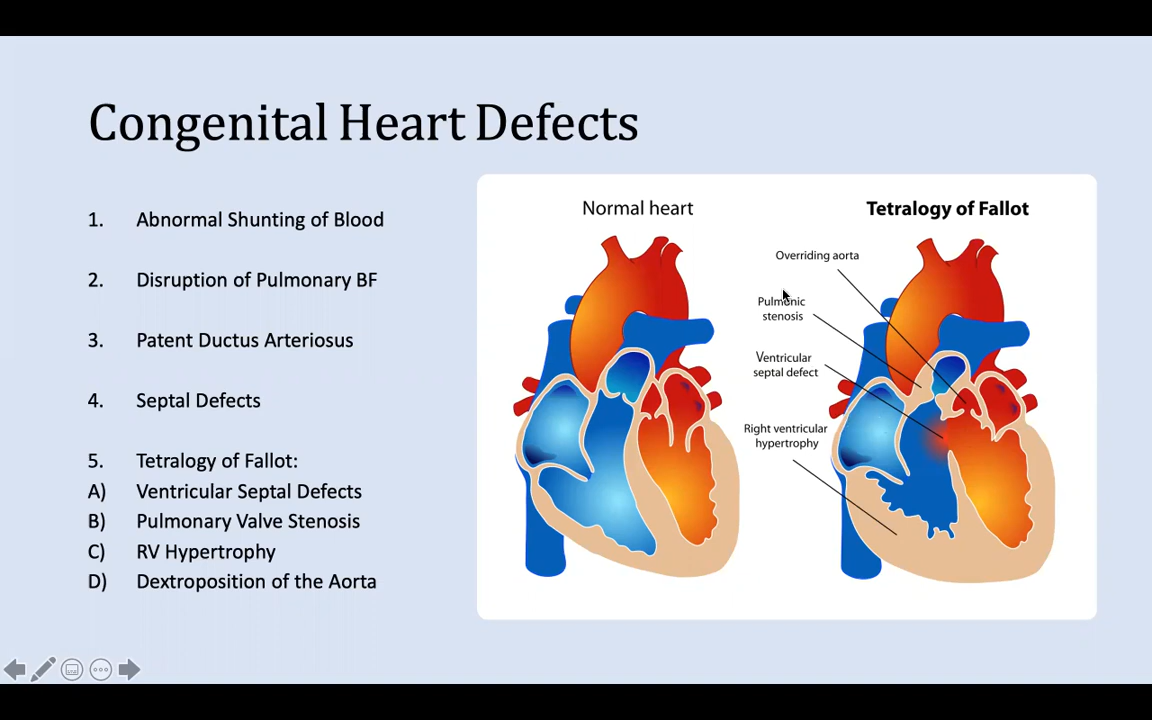 Congenital Heart Defects
1. Abnormal Shunting of Blood
2. Disruption of Pulmonary BF
3. Patent Ductus Arteriosus
4. Septal Defects
5. Tetralogy of Fallot:
A) Ventricular Septal Defects
B) Pulmonary Valve Stenosis
C) RV Hypertrophy
D) Dextroposition of the Aorta
Normal heart
Tetralogy of Fallot
Overriding aorta
Pulmonic
stenosis
Ventricular
septal defect
Right ventricular
hypertrophy